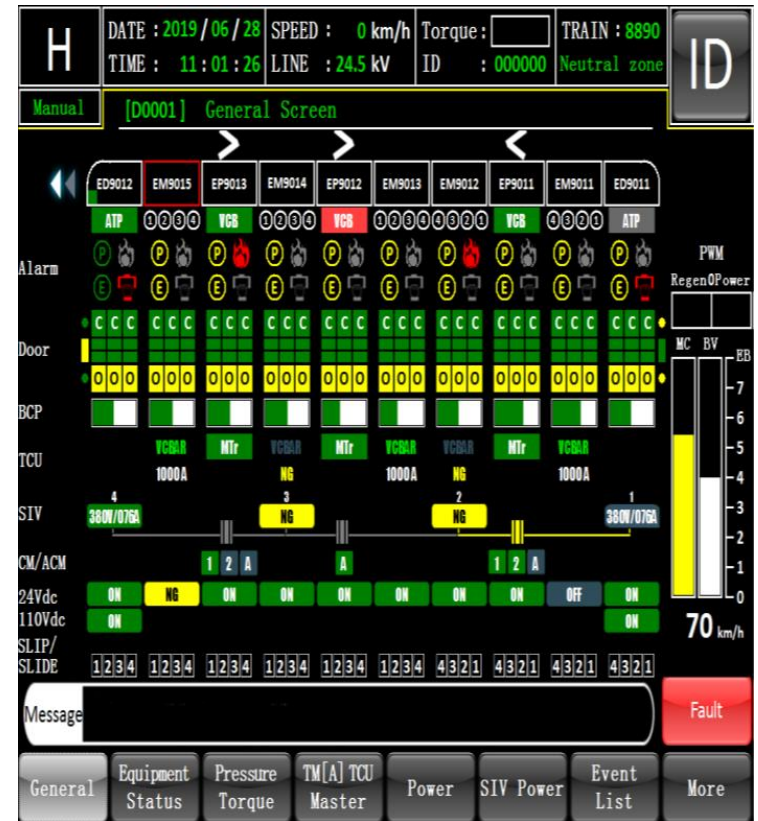 H
DATE : 2019 / 06 / 28 SPEED : 0 km/h Torque : TRAIN : 8890
TIME : 11 : 01 : 26 LINE : 24.5 kV ID : 000000 Neutral zone
ID
Manual [D0001] General Screen
ED9012 EM9015 EP9013 EM9014 EP9012 EM9013 EM9012 EP9011 EM9011 ED9011
ATP 1234 VCB 1234 VCB 1234 4321 VCB 4321 ATP
Alarm P P P P P P P P P P
E E E E E E E E E E
PWM
Regen 0 Power
Door C C C C C C C C C C C C C C C C C C C C C C C C C C C C C C
O O O O O O O O O O O O O O O O O O O O O O O O O O O O O O
MC BV EB
7
6
5
4
3
2
1
0
70 km/h
BCP
TCU VCBAR MTr VCBAR MTr VCBAR VCBAR MTr VCBAR
1000A NG 1000A NG 1000A
4 3 2 1
SIV 380V/076A NG NG 380V/076A
CM/ACM 1 2 A A 1 2 A
24Vdc ON NG ON ON ON ON ON ON OFF ON
110Vdc ON ON
SLIP/
SLIDE 1234 1234 1234 1234 1234 1234 4321 4321 4321 4321
Message
Fault
General
Equipment Status
Pressure Torque
TM[A] TCU Master
Power
SIV Power
Event List
More